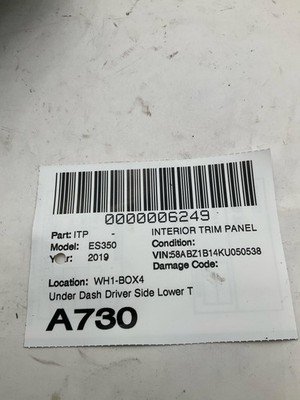 0000006249
Part: ITP - INTERIOR TRIM PANEL
Model: ES350 Condition:
Year: 2019 VIN:58ABZ1B14KU050538
Damage Code:
Location: WH1-BOX4
Under Dash Driver Side Lower T
A730